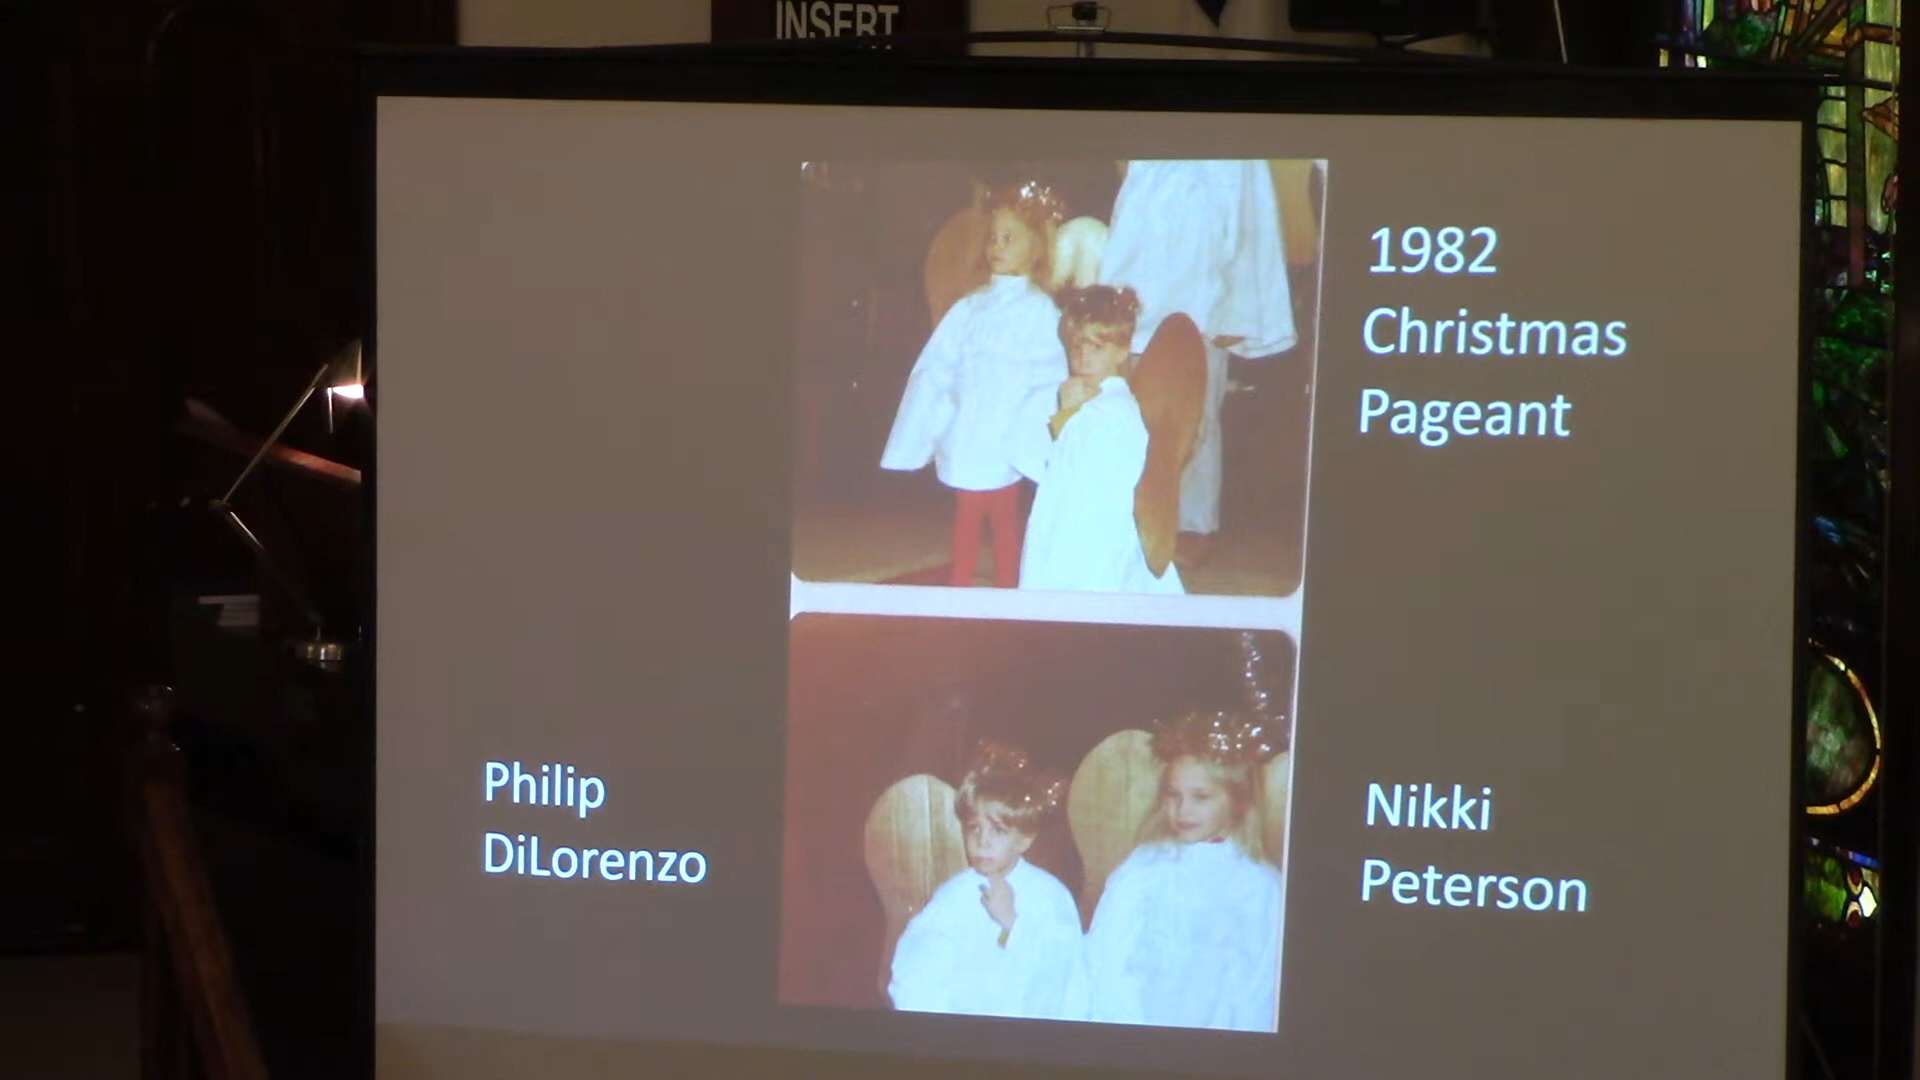 INSERT
1982
Christmas
Pageant
Philip
DiLorenzo
Nikki
Peterson